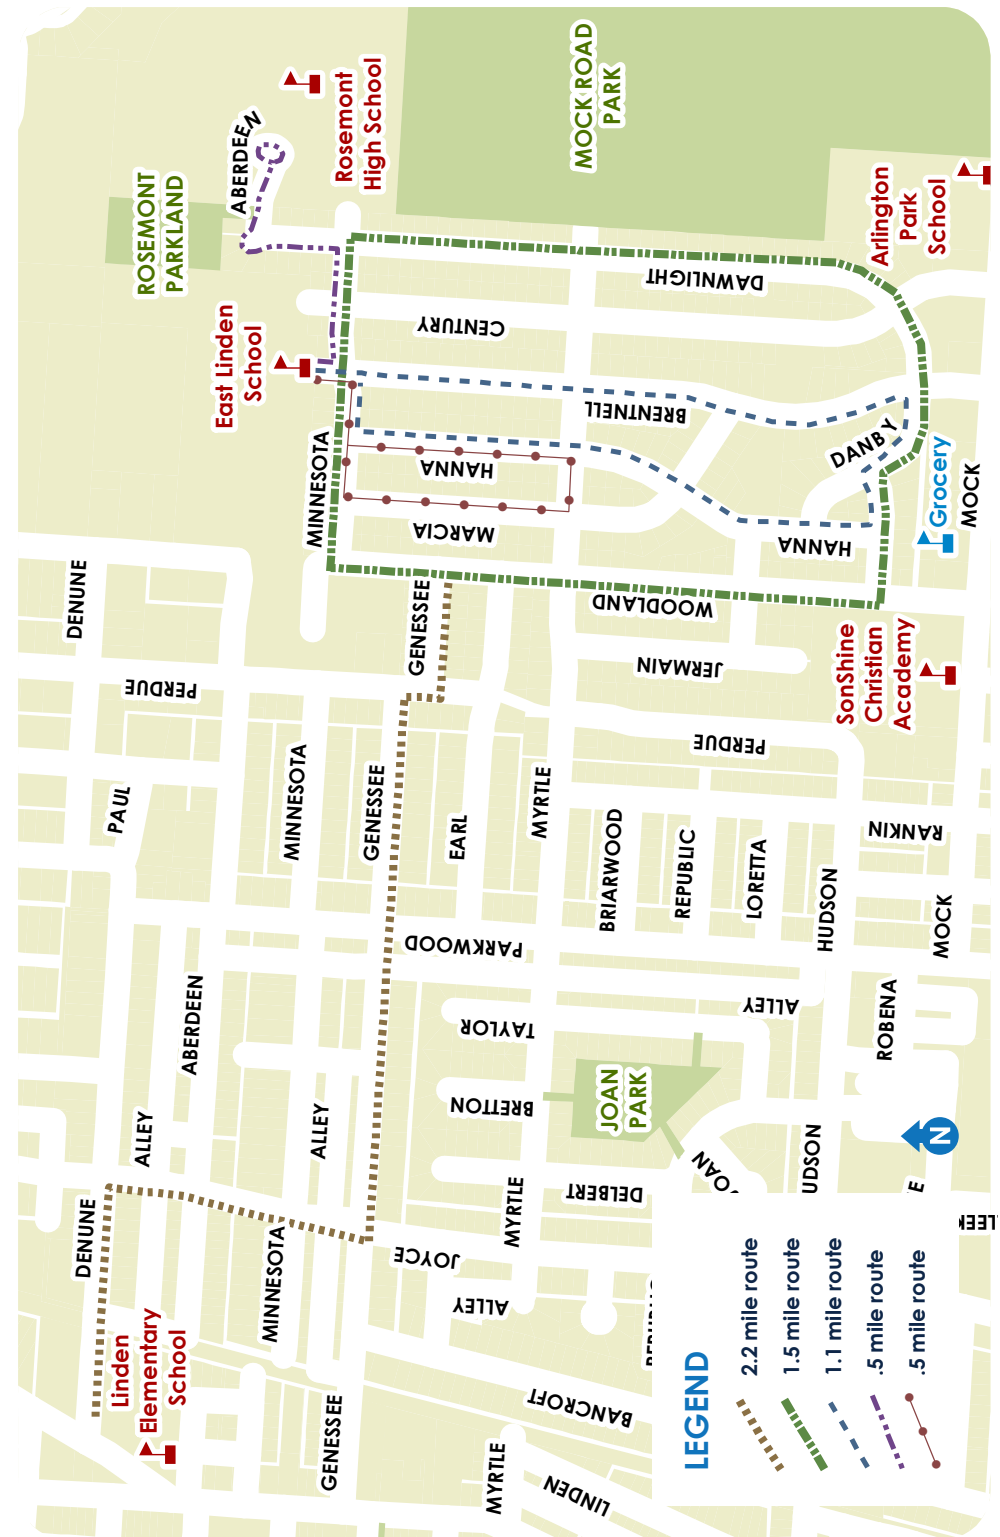 DENUNE
DENUNE
PAUL
Linden
Elementary
School
ALLEY
PERDUE
ROSEMONT
PARKLAND
ABERDEEN
ABERDEEN
East Linden
School
MINNESOTA
MINNESOTA
MINNESOTA
ALLEY
Rosemont
High School
GENESSEE
GENESSEE
GENESSEE
JOYCE
PARKWOOD
MARCIA
HANNA
CENTURY
EARL
ALLEY
TAYLOR
BRETTON
MYRTLE
MYRTLE
MYRTLE
LINDEN
BANCROFT
DELBERT
MOCK ROAD
PARK
JOAN
PARK
BRIARWOOD
REPUBLIC
LORETTA
BRENTNELL
DAWNLIGHT
WOODLAND
JERMAIN
PERDUE
JOAN
ALLEY
HUDSON
UDSON
HANNA
DANBY
SonShine
Christian
Academy
Arlington
Park
School
ROBENA
RANKIN
Grocery
MOCK
MOCK
N
LEGEND
2.2 mile route
1.5 mile route
1.1 mile route
.5 mile route
.5 mile route